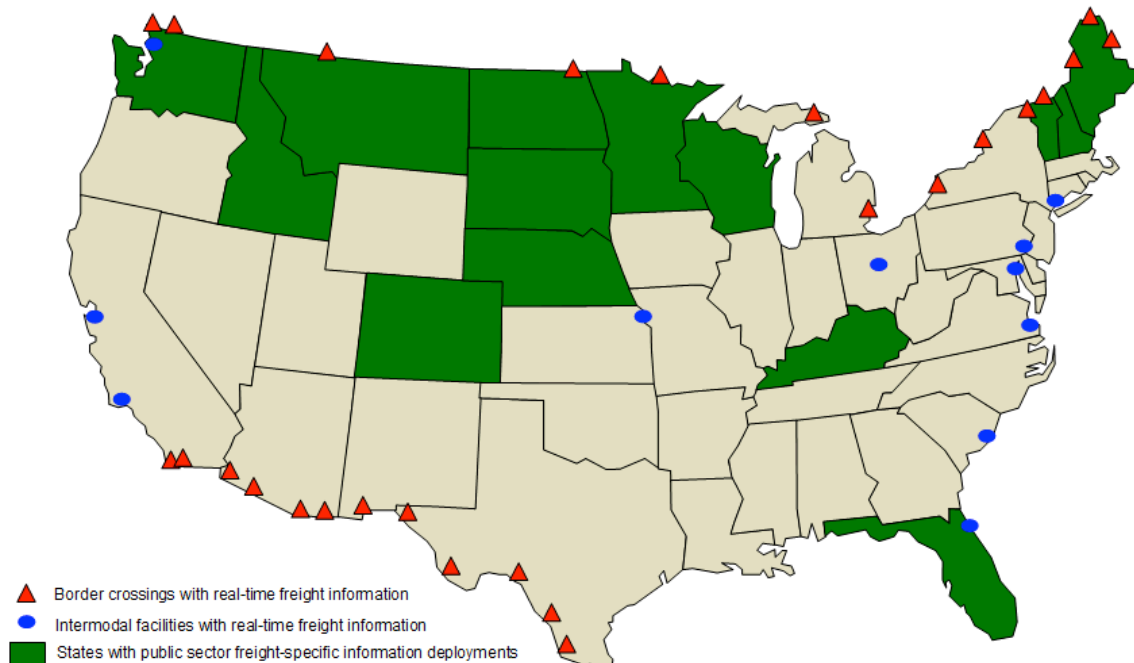 Border crossings with real-time freight information
Intermodal facilities with real-time freight information
States with public sector freight-specific information deployments